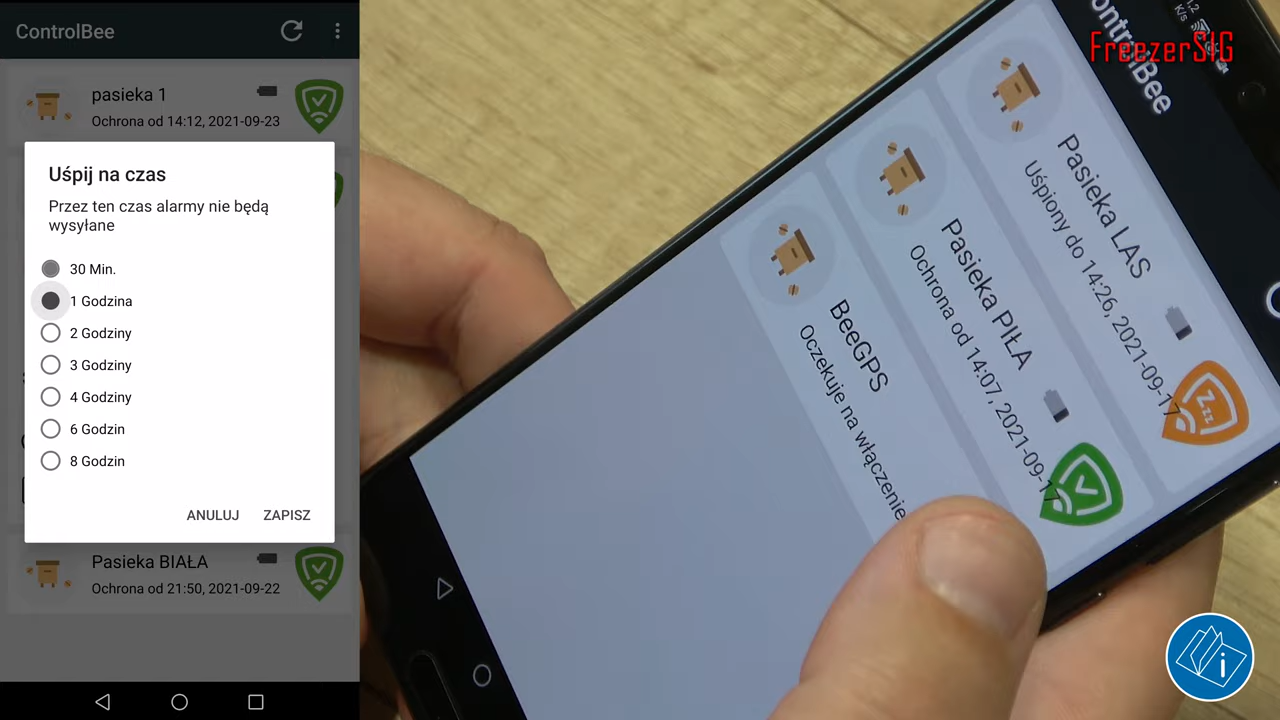 ControlBee
pasieka 1
Ochrona od 14:12, 2021-09-23
Uśpij na czas
Przez ten czas alarmy nie będą
wysyłane
30 Min.
1 Godzina
2 Godziny
3 Godziny
4 Godziny
6 Godzin
8 Godzin
ANULUJ
ZAPISZ
Pasieka BIAŁA
Ochrona od 21:50, 2021-09-22
FreezerSIG
ontrolBee
K/s
Pasieka LAS
Uśpiony do 14:26, 2021-09-17
Zzz
Pasieka PIŁA
Ochrona od 14:07, 2021-09-17
BeeGPS
Oczekuje na włączenie
i